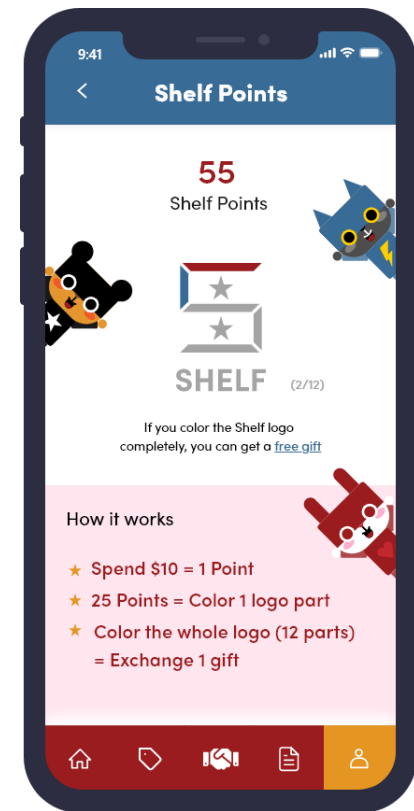 9:41
Shelf Points
55
Shelf Points
SHELF (2/12)
If you color the Shelf logo
completely, you can get a free gift
How it works
Spend $10 = 1 Point
25 Points = Color 1 logo part
Color the whole logo (12 parts)
= Exchange 1 gift